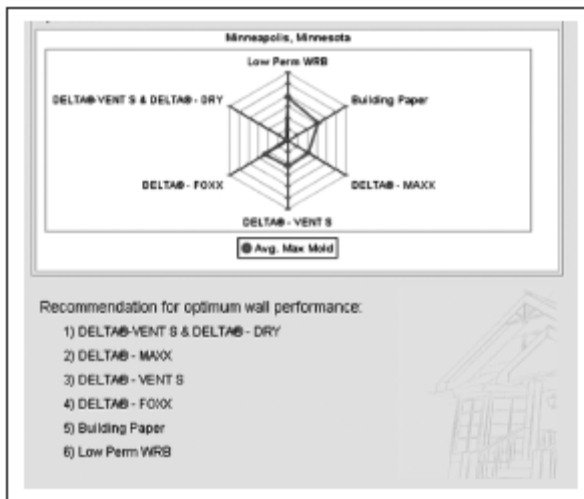 Minneapolis, Minnesota
Low Perm WRB
DELTA®-VENT S & DELTA® - DRY
Building Paper
DELTA® - FOXX
DELTA® - MAXX
DELTA® - VENT S
Avg. Max Mold
Recommendation for optimum wall performance:
1) DELTA®-VENT S & DELTA® - DRY
2) DELTA® - MAXX
3) DELTA® - VENT S
4) DELTA® - FOXX
5) Building Paper
6) Low Perm WRB